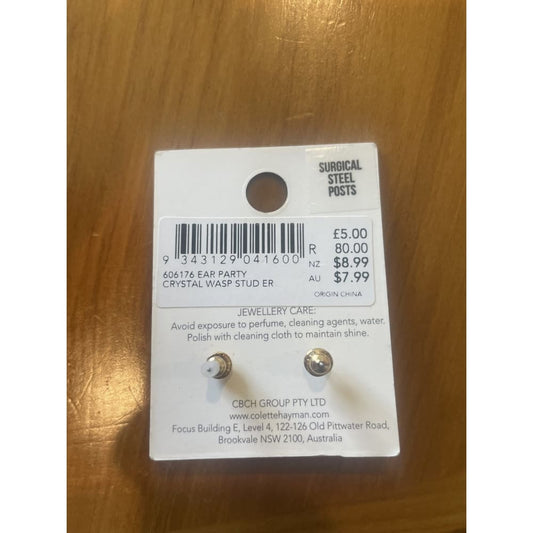 SURGICAL
STEEL
POSTS
£5.00
R 80.00
NZ $8.99
AU $7.99
ORIGIN CHINA
9 343129 041600
606176 EAR PARTY
CRYSTAL WASP STUD ER
JEWELLERY CARE:
Avoid exposure to perfume, cleaning agents, water.
Polish with cleaning cloth to maintain shine.
CBCH GROUP PTY LTD
www.colettehayman.com
Focus Building E, Level 4, 122-126 Old Pittwater Road,
Brookvale NSW 2100, Australia